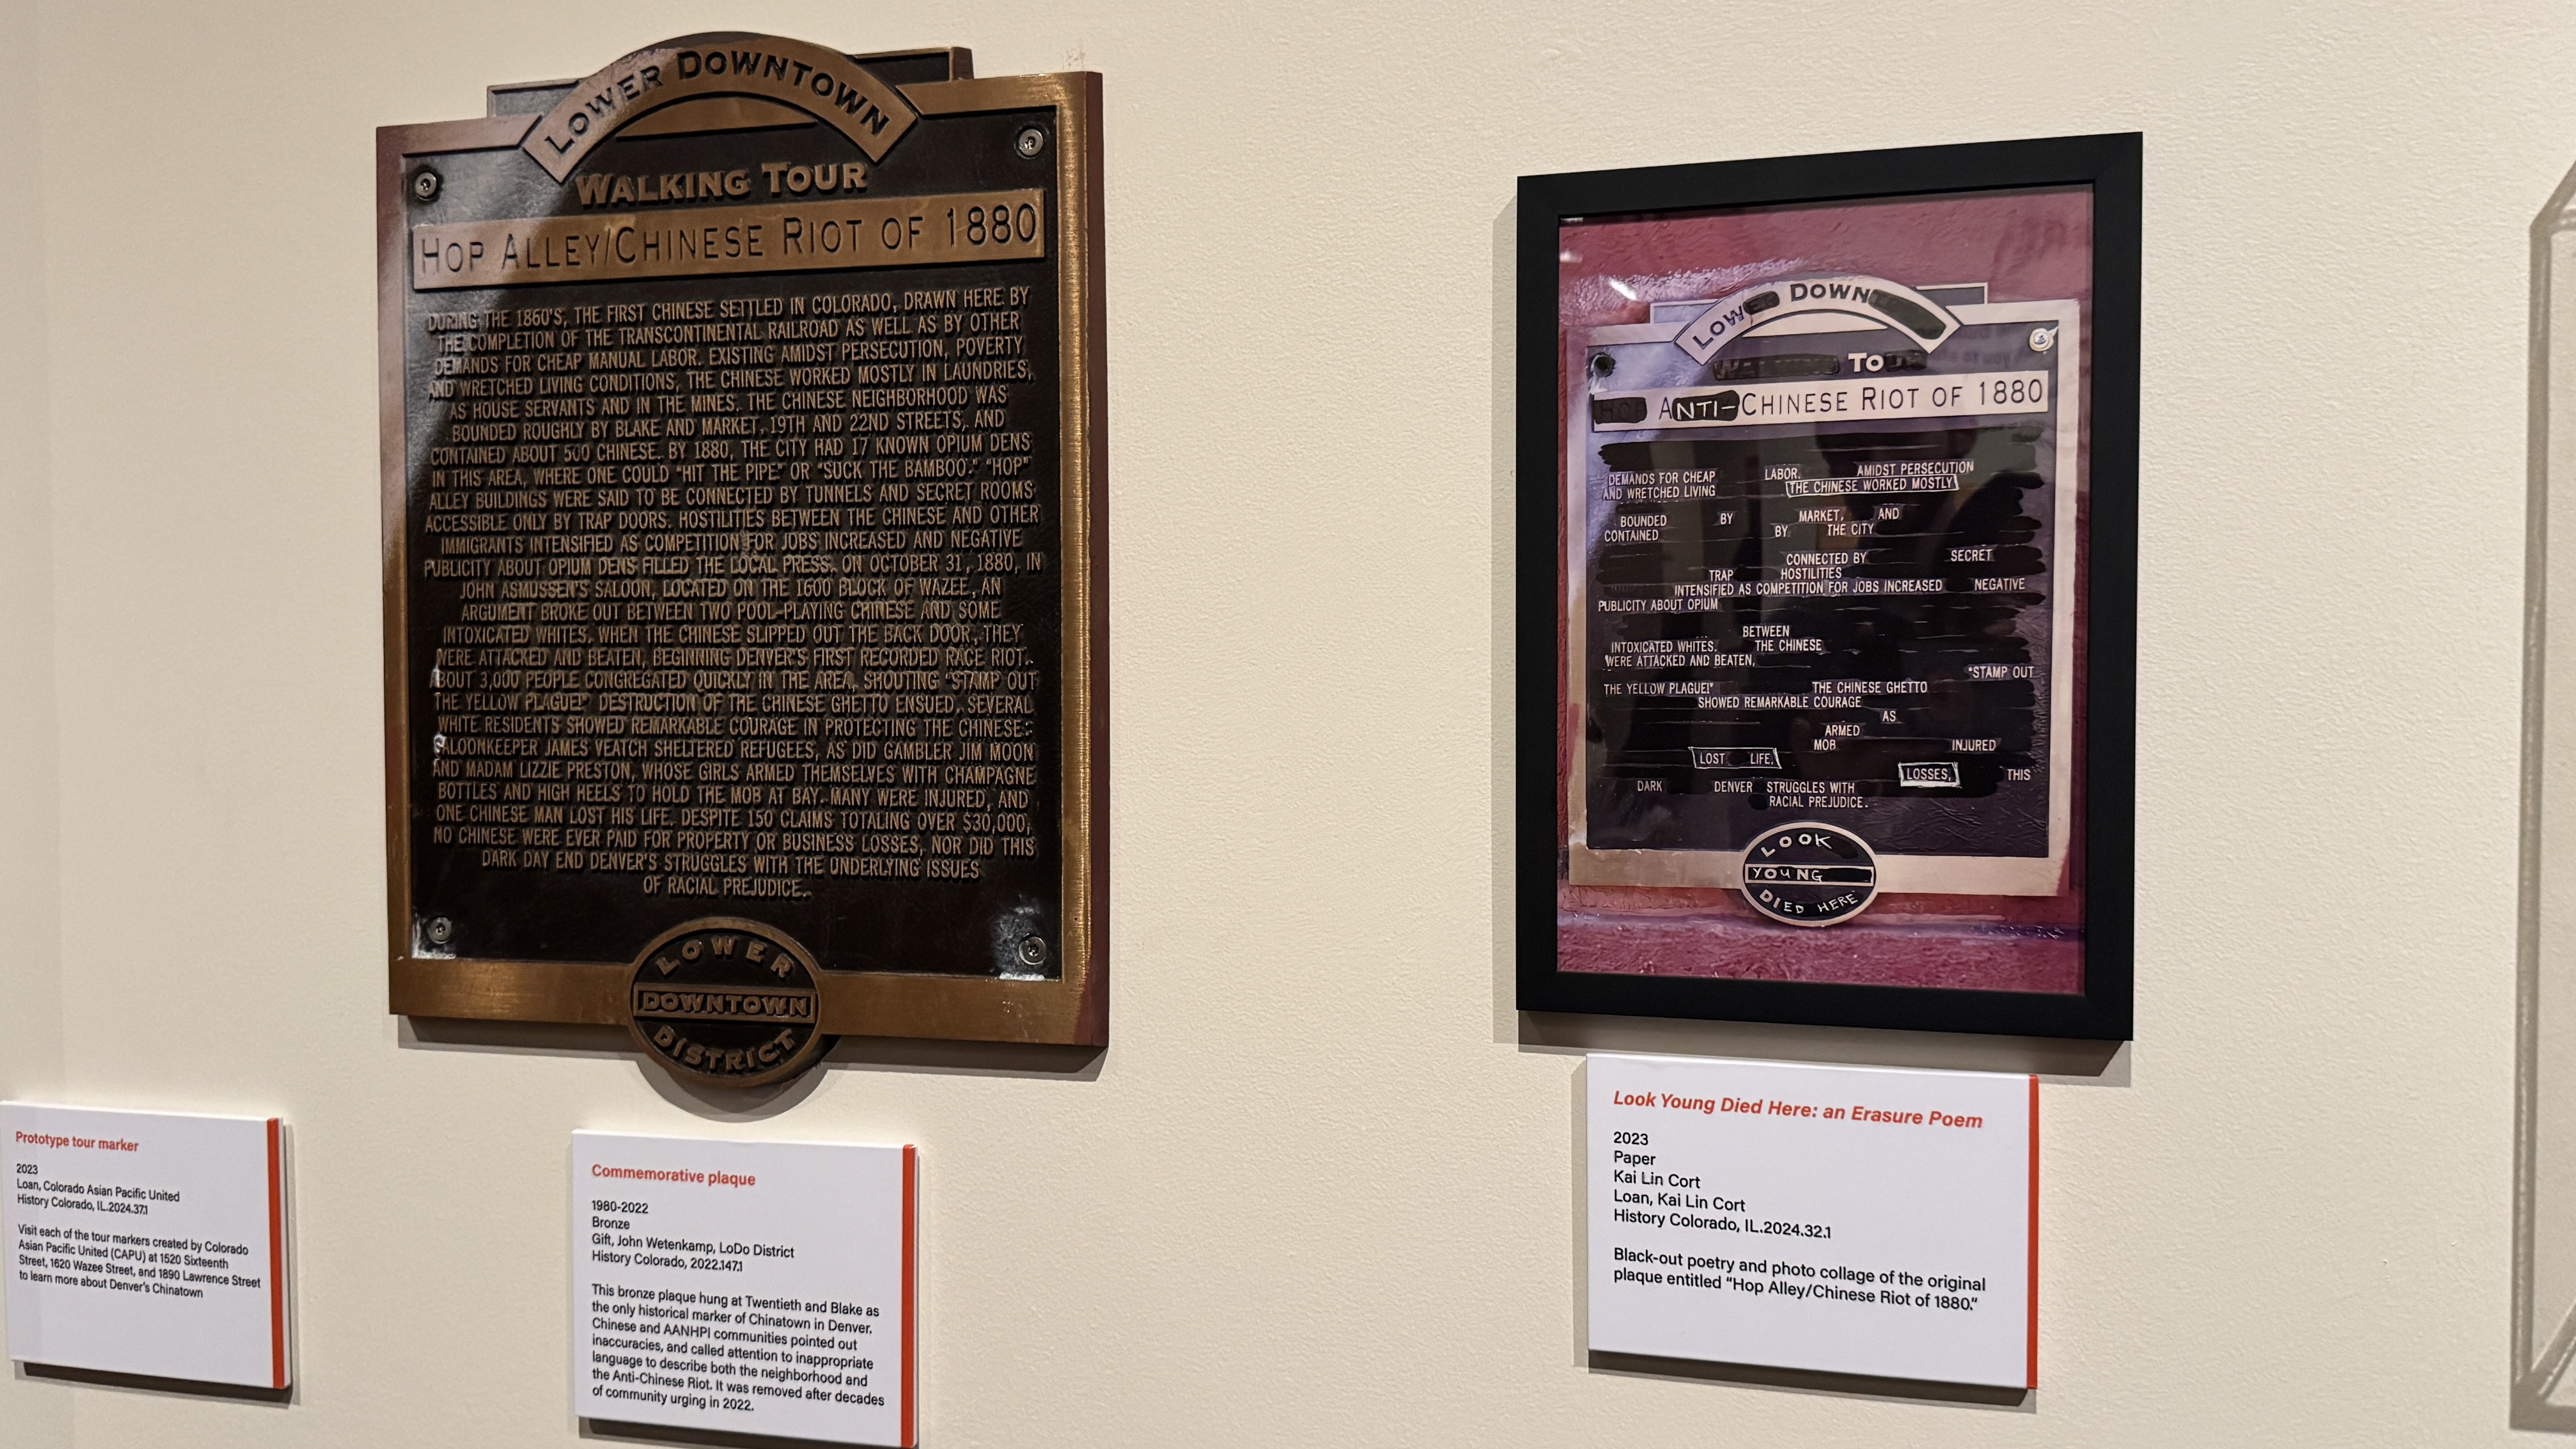 LOWER DOWNTOWN
WALKING TOUR
HOP ALLEY/CHINESE RIOT OF 1880
DURING THE 1860'S, THE FIRST CHINESE SETTLED IN COLORADO, DRAWN HERE BY
THE COMPLETION OF THE TRANSCONTINENTAL RAILROAD AS WELL AS BY OTHER
DEMANDS FOR CHEAP MANUAL LABOR. EXISTING AMIDST PERSECUTION, POVERTY
AND WRETCHED LIVING CONDITIONS, THE CHINESE WORKED MOSTLY IN LAUNDRIES,
AS HOUSE SERVANTS AND IN THE MINES. THE CHINESE NEIGHBORHOOD WAS
BOUNDED ROUGHLY BY BLAKE AND MARKET, 19TH AND 22ND STREETS, AND
CONTAINED ABOUT 500 CHINESE. BY 1880, THE CITY HAD 17 KNOWN OPIUM DENS
IN THIS AREA, WHERE ONE COULD "HIT THE PIPE" OR "SUCK THE BAMBOO." "HOP"
ALLEY BUILDINGS WERE SAID TO BE CONNECTED BY TUNNELS AND SECRET ROOMS
ACCESSIBLE ONLY BY TRAP DOORS. HOSTILITIES BETWEEN THE CHINESE AND OTHER
IMMIGRANTS INTENSIFIED AS COMPETITION FOR JOBS INCREASED AND NEGATIVE
PUBLICITY ABOUT OPIUM DENS FILLED THE LOCAL PRESS. ON OCTOBER 31, 1880, IN
JOHN ASMUSSEN'S SALOON, LOCATED ON THE 1600 BLOCK OF WAZEE, AN
ARGUMENT BROKE OUT BETWEEN TWO POOL-PLAYING CHINESE AND SOME
INTOXICATED WHITES. WHEN THE CHINESE SLIPPED OUT THE BACK DOOR, THEY
WERE ATTACKED AND BEATEN, BEGINNING DENVER'S FIRST RECORDED RACE RIOT.
ABOUT 3,000 PEOPLE CONGREGATED QUICKLY IN THE AREA, SHOUTING "STAMP OUT
THE YELLOW PLAGUE!" DESTRUCTION OF THE CHINESE GHETTO ENSUED. SEVERAL
WHITE RESIDENTS SHOWED REMARKABLE COURAGE IN PROTECTING THE CHINESE:
SALOONKEEPER JAMES VEATCH SHELTERED REFUGEES, AS DID GAMBLER JIM MOON
AND MADAM LIZZIE PRESTON, WHOSE GIRLS ARMED THEMSELVES WITH CHAMPAGNE
BOTTLES AND HIGH HEELS TO HOLD THE MOB AT BAY. MANY WERE INJURED, AND
ONE CHINESE MAN LOST HIS LIFE. DESPITE 150 CLAIMS TOTALING OVER $30,000,
NO CHINESE WERE EVER PAID FOR PROPERTY OR BUSINESS LOSSES, NOR DID THIS
DARK DAY END DENVER'S STRUGGLES WITH THE UNDERLYING ISSUES
OF RACIAL PREJUDICE.
LOWER
DOWNTOWN
DISTRICT
LOW DOWN
TO
ANTI-CHINESE RIOT OF 1880
DEMANDS FOR CHEAP LABOR. AMIDST PERSECUTION
AND WRETCHED LIVING THE CHINESE WORKED MOSTLY
BOUNDED BY MARKET, AND
CONTAINED BY THE CITY
CONNECTED BY SECRET
TRAP HOSTILITIES
INTENSIFIED AS COMPETITION FOR JOBS INCREASED NEGATIVE
PUBLICITY ABOUT OPIUM
BETWEEN
INTOXICATED WHITES. THE CHINESE
WERE ATTACKED AND BEATEN,
"STAMP OUT
THE YELLOW PLAGUE!" THE CHINESE GHETTO
SHOWED REMARKABLE COURAGE
AS
ARMED
MOB INJURED
LOST LIFE.
LOSSES, THIS
DARK DENVER STRUGGLES WITH
RACIAL PREJUDICE.
LOOK
YOUNG
DIED HERE
Prototype tour marker
2023
Loan, Colorado Asian Pacific United
History Colorado, IL.2024.37.1
Visit each of the tour markers created by Colorado
Asian Pacific United (CAPU) at 1520 Sixteenth
Street, 1620 Wazee Street, and 1890 Lawrence Street
to learn more about Denver's Chinatown
Commemorative plaque
1980-2022
Bronze
Gift, John Wetenkamp, LoDo District
History Colorado, 2022.147.1
This bronze plaque hung at Twentieth and Blake as
the only historical marker of Chinatown in Denver.
Chinese and AANHPI communities pointed out
inaccuracies, and called attention to inappropriate
language to describe both the neighborhood and
the Anti-Chinese Riot. It was removed after decades
of community urging in 2022.
Look Young Died Here: an Erasure Poem
2023
Paper
Kai Lin Cort
Loan, Kai Lin Cort
History Colorado, IL.2024.32.1
Black-out poetry and photo collage of the original
plaque entitled "Hop Alley/Chinese Riot of 1880."